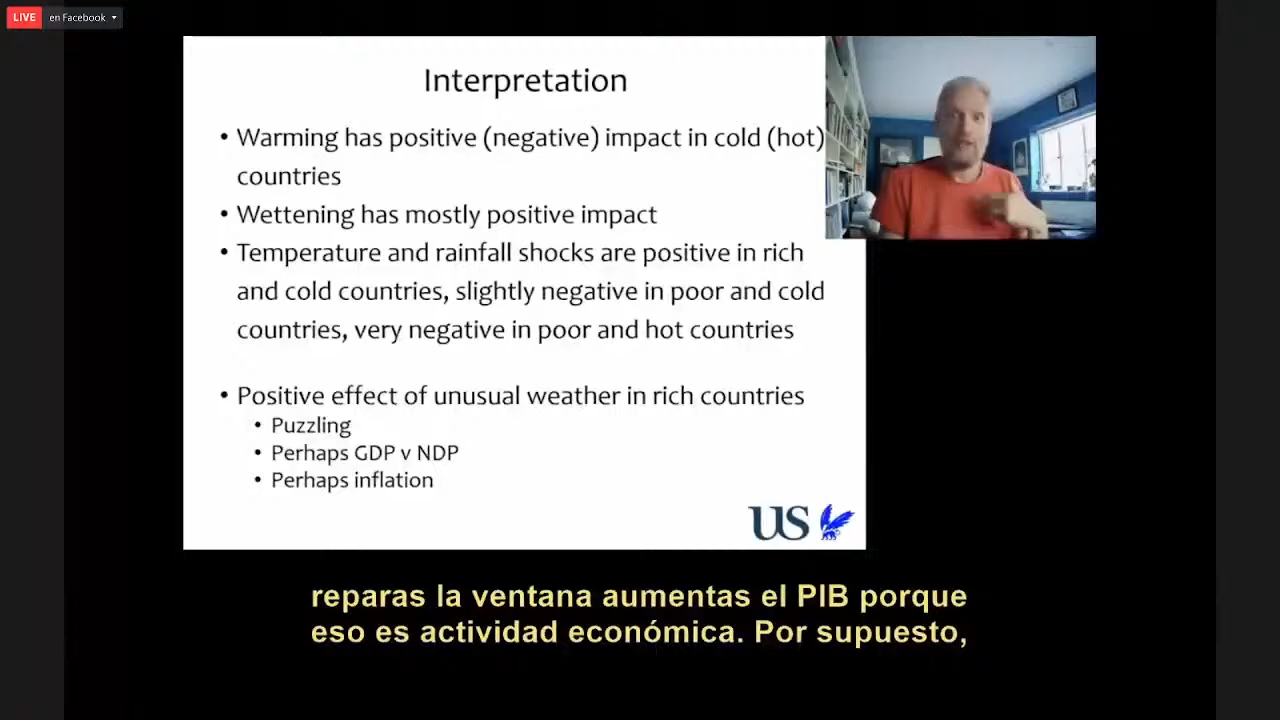 LIVE en Facebook
Interpretation
• Warming has positive (negative) impact in cold (hot)
countries
• Wettening has mostly positive impact
• Temperature and rainfall shocks are positive in rich
and cold countries, slightly negative in poor and cold
countries, very negative in poor and hot countries
• Positive effect of unusual weather in rich countries
• Puzzling
• Perhaps GDP v NDP
• Perhaps inflation
US
reparas la ventana aumentas el PIB porque
eso es actividad económica. Por supuesto,